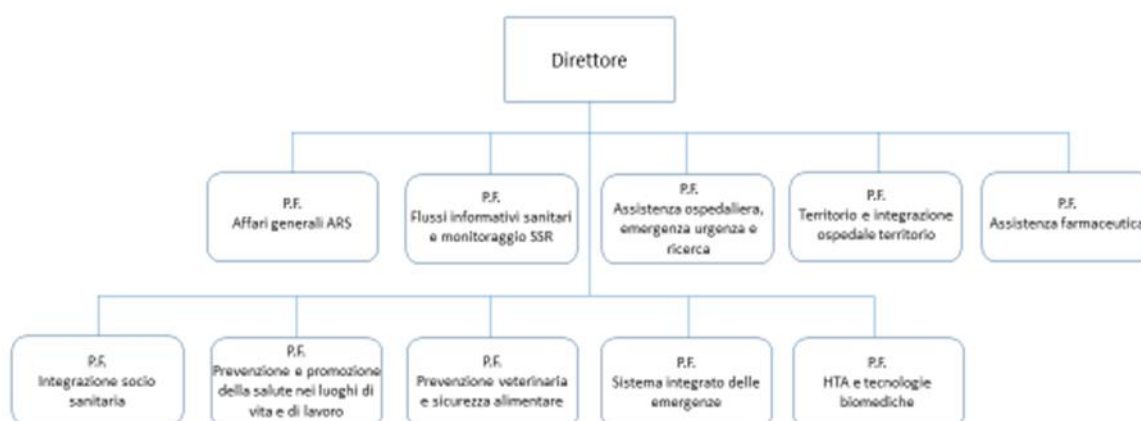 Direttore
P.F.
Affari generali ARS
P.F.
Flussi informativi sanitari
e monitoraggio SSR
P.F.
Assistenza ospedaliera,
emergenza urgenza e
ricerca
P.F.
Territorio e integrazione
ospedale territorio
P.F.
Assistenza farmaceutica
P.F.
Integrazione socio
sanitaria
P.F.
Prevenzione e promozione
della salute nei luoghi di
vita e di lavoro
P.F.
Prevenzione veterinaria
e sicurezza alimentare
P.F.
Sistema integrato delle
emergenze
P.F.
HTA e tecnologie
biomediche